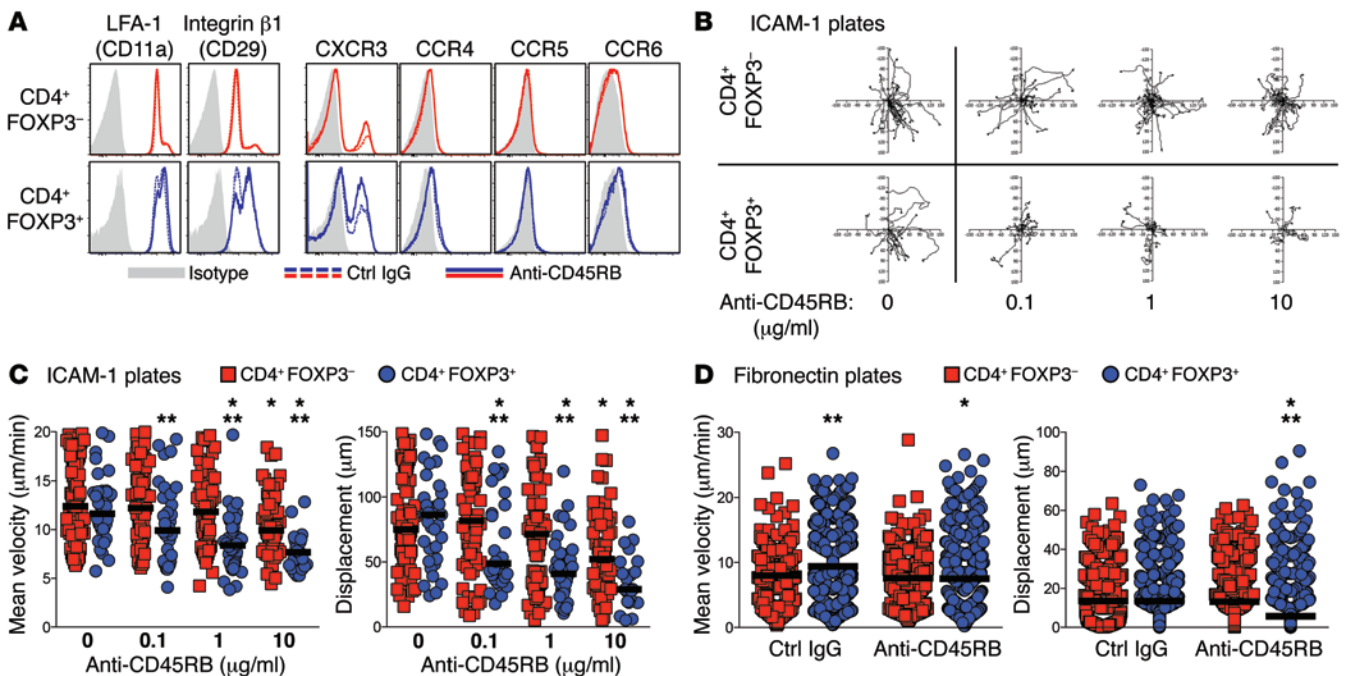 A
LFA-1
(CD11a)
Integrin β1
(CD29)
CXCR3
CCR4
CCR5
CCR6
CD4+
FOXP3−
CD4+
FOXP3+
Isotype
Ctrl IgG
Anti-CD45RB
B ICAM-1 plates
CD4+
FOXP3−
CD4+
FOXP3+
Anti-CD45RB: 0 0.1 1 10
(µg/ml)
C ICAM-1 plates CD4+ FOXP3− CD4+ FOXP3+
** * ** * * **
Mean velocity (µm/min)
20
15
10
5
0
0 0.1 1 10
Anti-CD45RB (µg/ml)
* ** ** * * **
Displacement (µm)
150
100
50
0
0 0.1 1 10
D Fibronectin plates CD4+ FOXP3− CD4+ FOXP3+
** *
Mean velocity (µm/min)
30
20
10
0
Ctrl IgG Anti-CD45RB
* **
Displacement (µm)
100
80
60
40
20
0
Ctrl IgG Anti-CD45RB